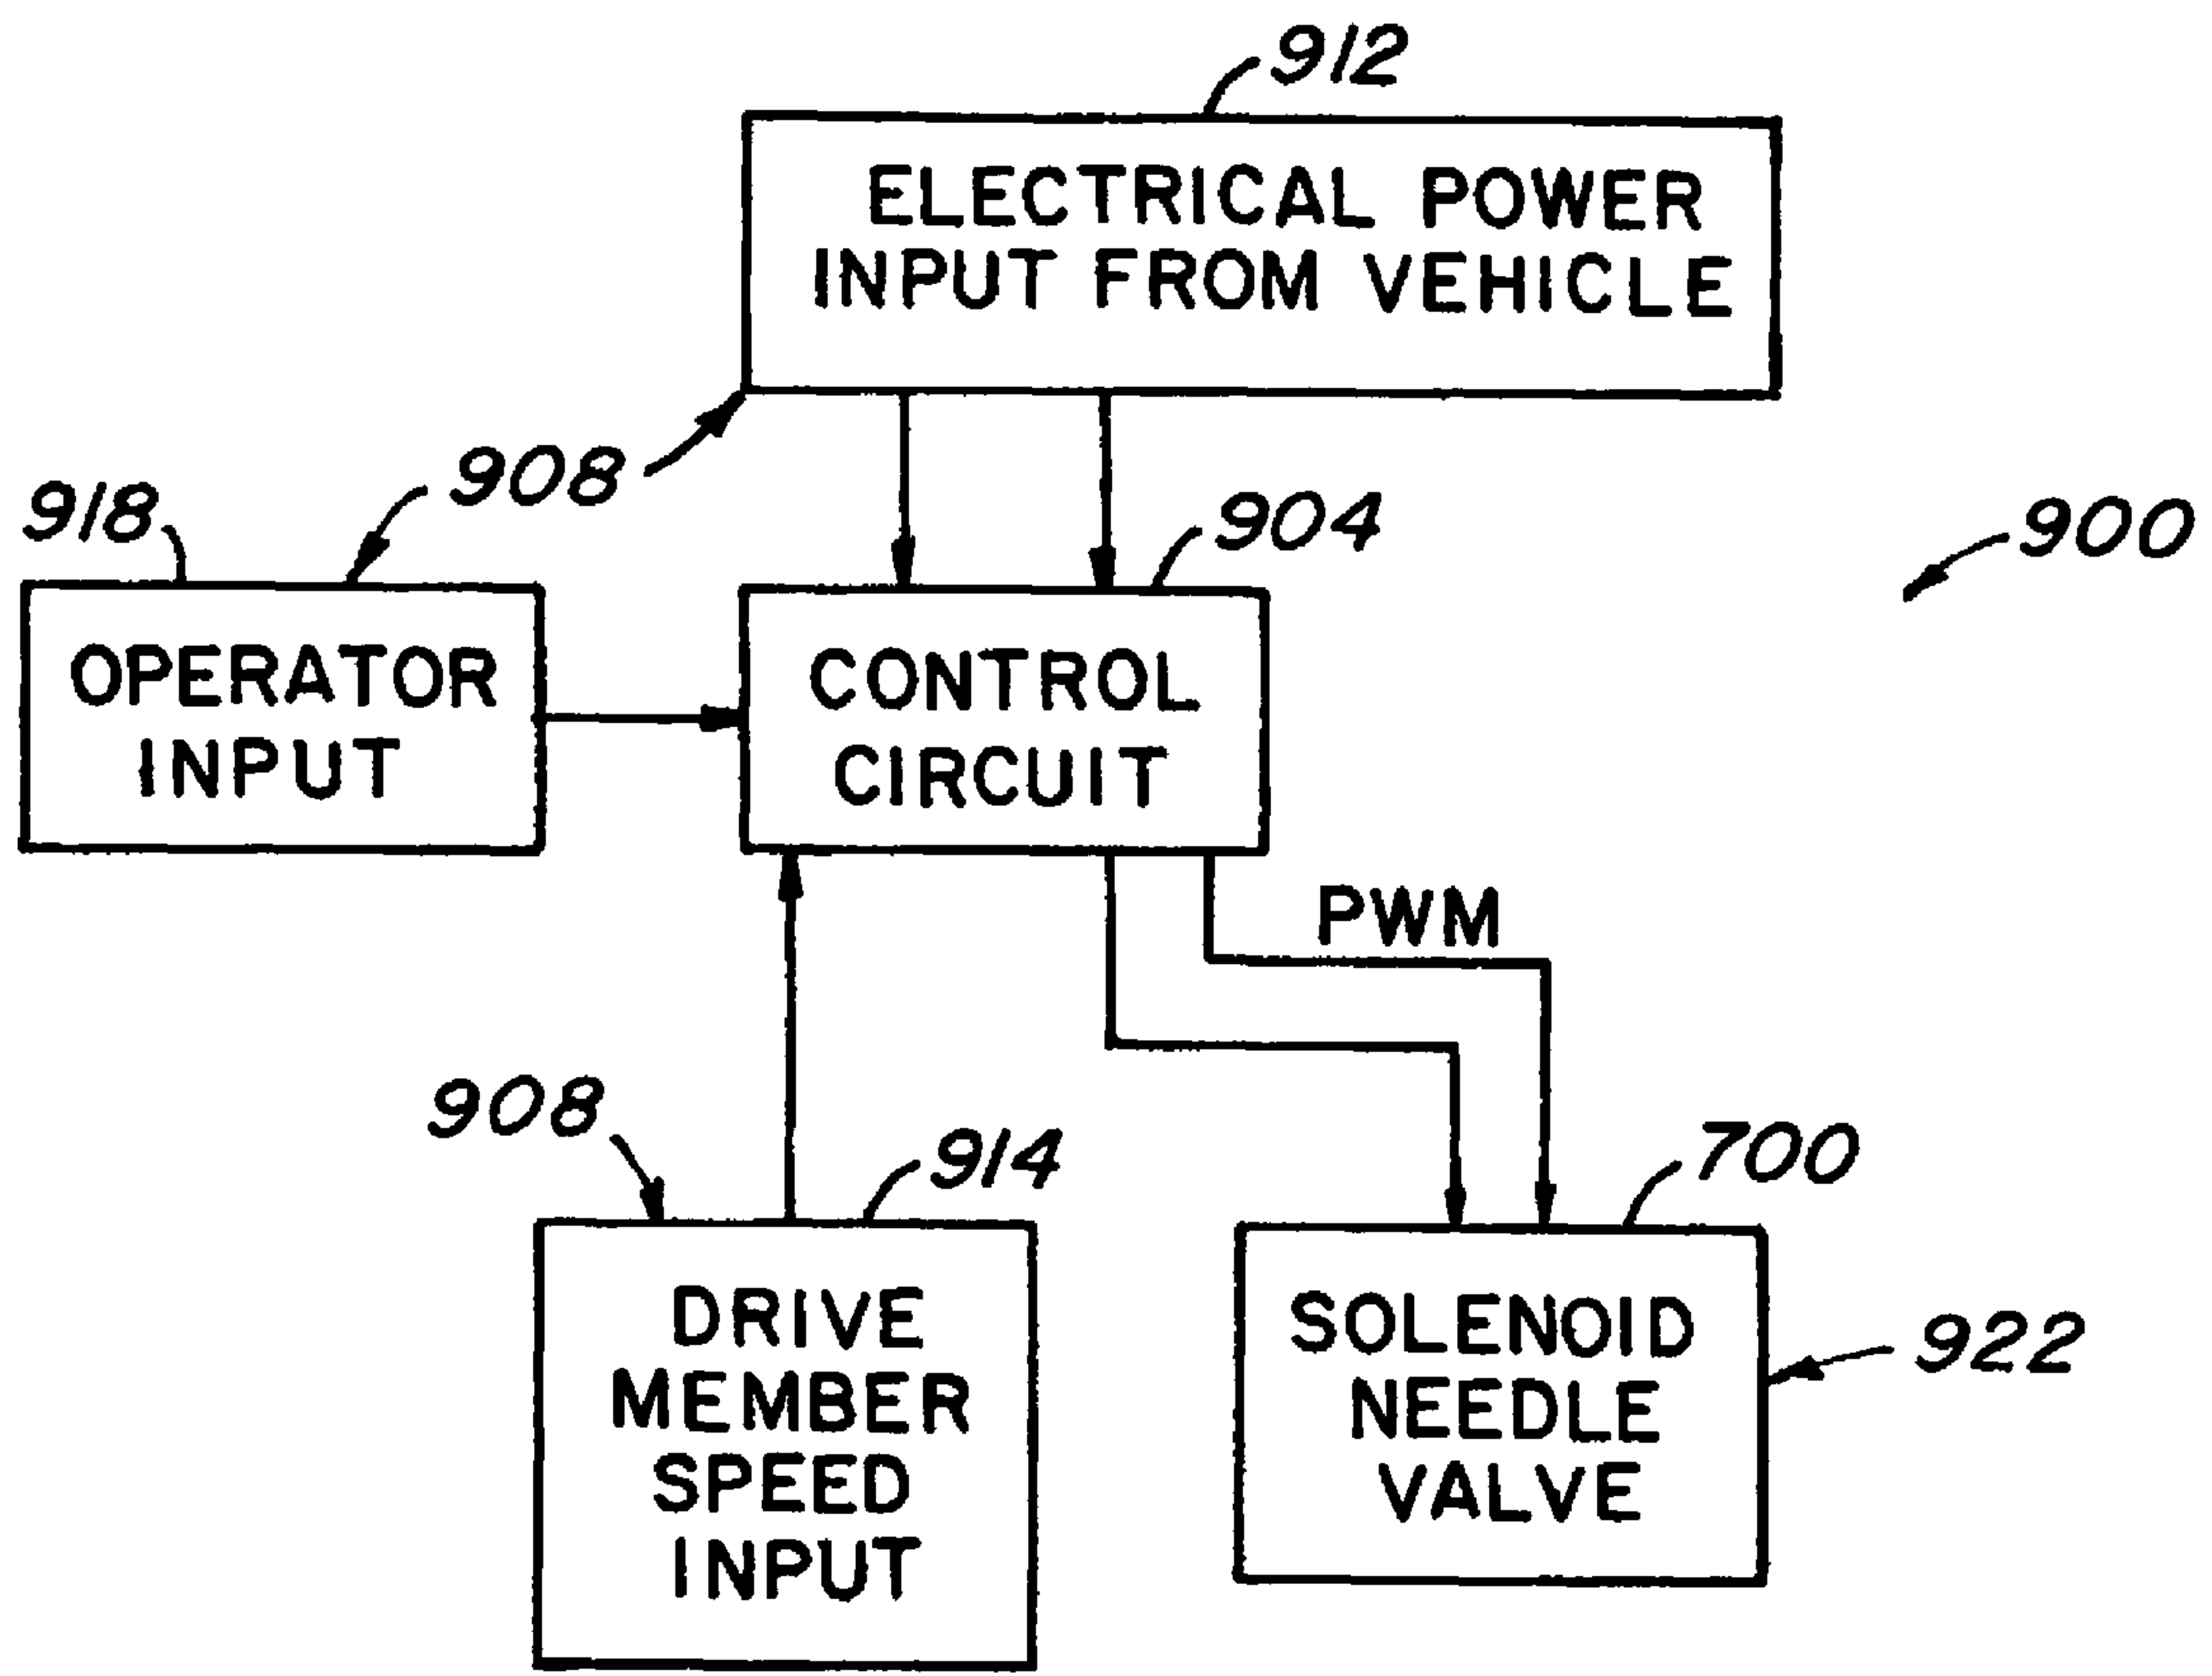 912
ELECTRICAL POWER
INPUT FROM VEHICLE
908
918
904
900
OPERATOR
INPUT
CONTROL
CIRCUIT
PWM
908
914
700
DRIVE
MEMBER
SPEED
INPUT
SOLENOID
NEEDLE
VALVE
922